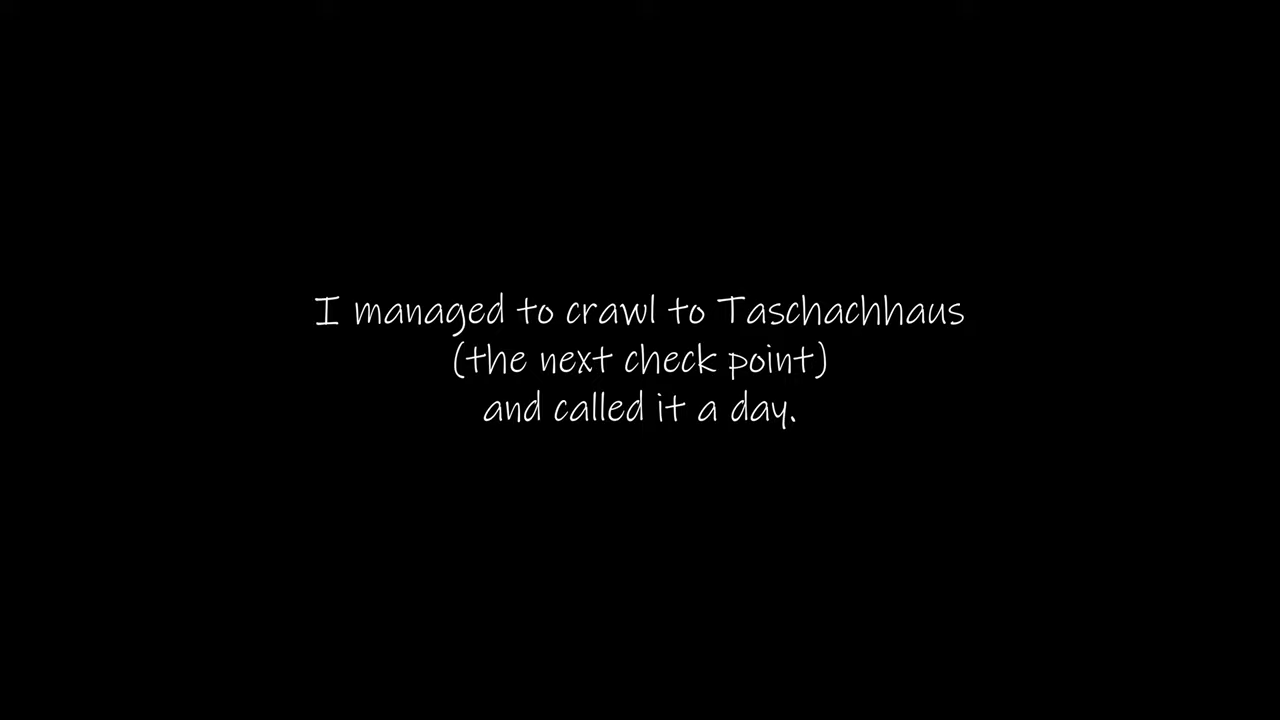 I managed to crawl to Taschachhaus
(the next check point)
and called it a day.